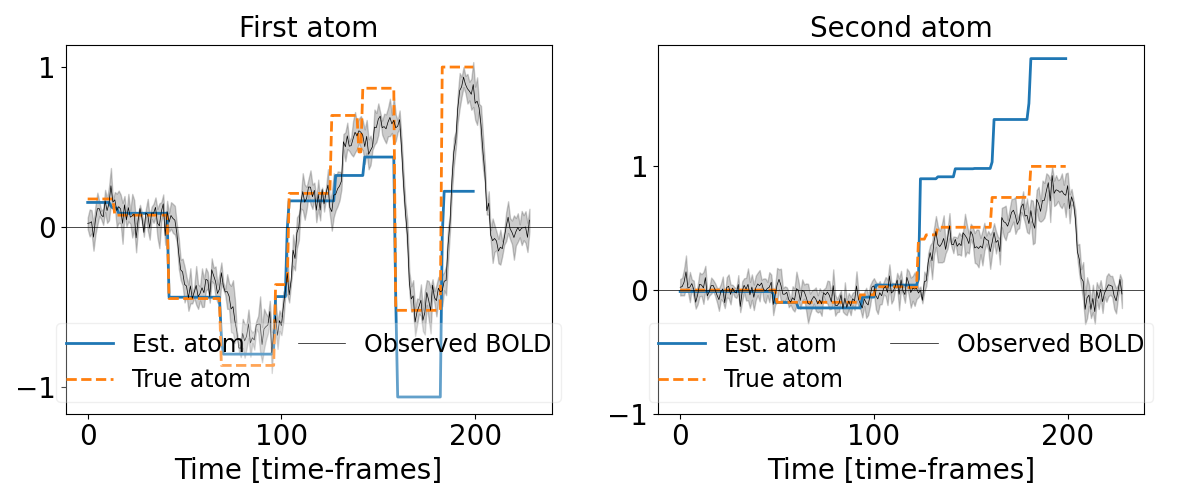 First atom
1
0
−1
Est. atom
Observed BOLD
True atom
0 100 200
Time [time-frames]
Second atom
1
0
−1
Est. atom
Observed BOLD
True atom
0 100 200
Time [time-frames]